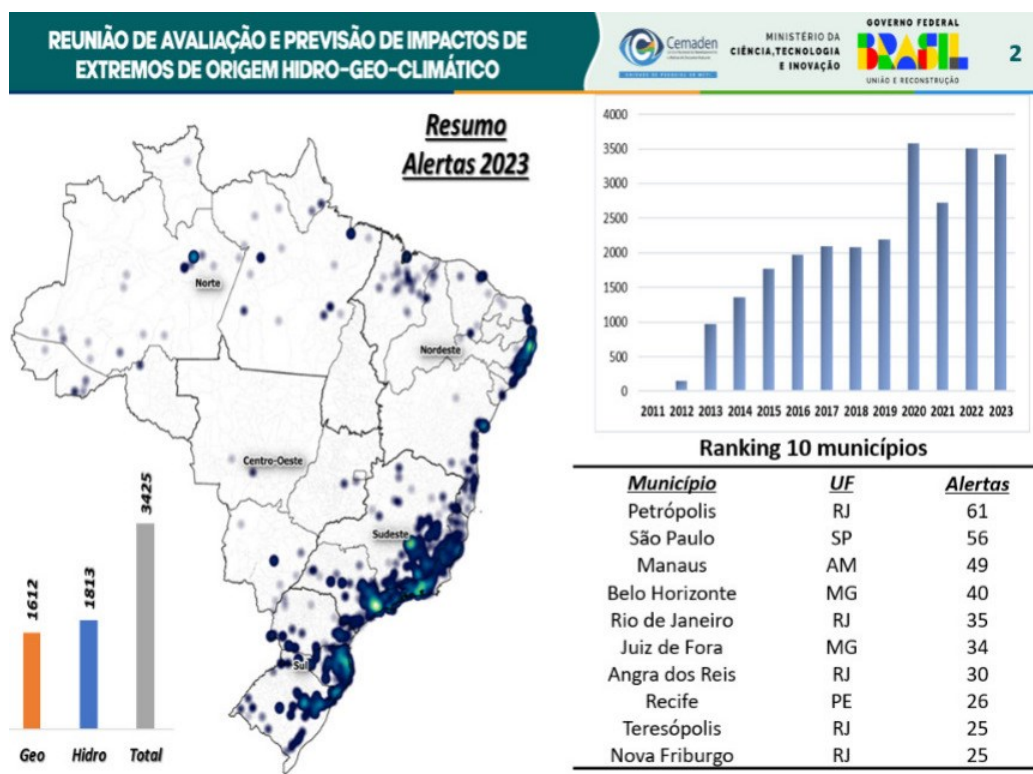 REUNIÃO DE AVALIAÇÃO E PREVISÃO DE IMPACTOS DE
EXTREMOS DE ORIGEM HIDRO-GEO-CLIMÁTICO
Cemaden
MINISTÉRIO DA
CIÊNCIA,TECNOLOGIA
E INOVAÇÃO
GOVERNO FEDERAL
BRASIL
UNIÃO E RECONSTRUÇÃO
2
Resumo
Alertas 2023
Norte
Nordeste
Centro-Oeste
Sudeste
Sul
1612
1813
3425
Geo Hidro Total
4000
3500
3000
2500
2000
1500
1000
500
0
2011 2012 2013 2014 2015 2016 2017 2018 2019 2020 2021 2022 2023
Ranking 10 municípios
Município UF Alertas
Petrópolis RJ 61
São Paulo SP 56
Manaus AM 49
Belo Horizonte MG 40
Rio de Janeiro RJ 35
Juiz de Fora MG 34
Angra dos Reis RJ 30
Recife PE 26
Teresópolis RJ 25
Nova Friburgo RJ 25